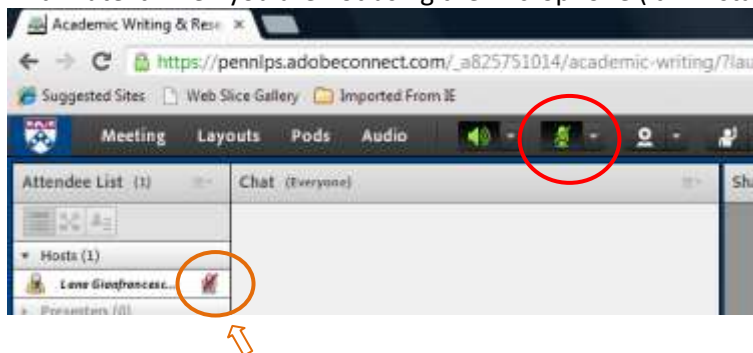 Academic Writing & Rese
https://pennlps.adobeconnect.com/_a825751014/academic-writing/?lau
Suggested Sites Web Slice Gallery Imported From IE
Meeting Layouts Pods Audio
Attendee List (1) Chat (Everyone) Sha
Hosts (1)
Presenters (0)